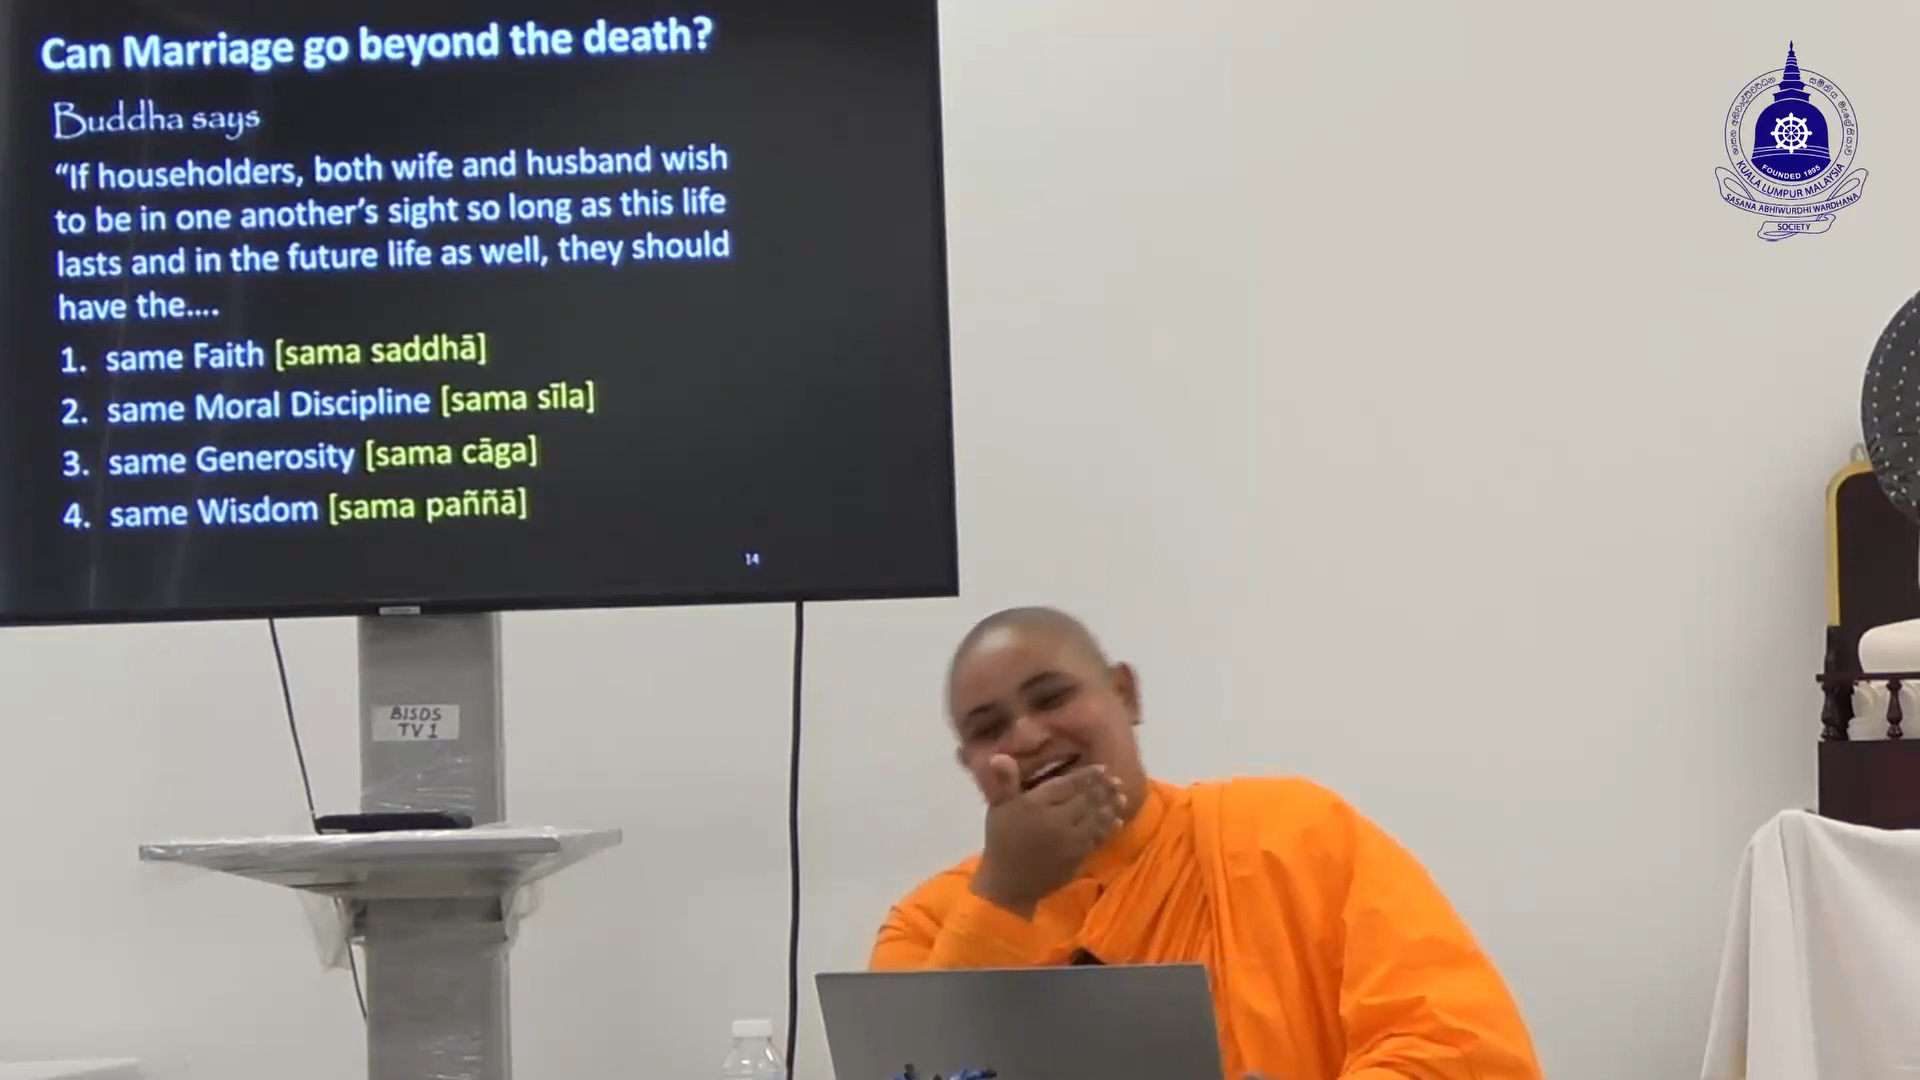 Can Marriage go beyond the death?
Buddha says
“If householders, both wife and husband wish
to be in one another’s sight so long as this life
lasts and in the future life as well, they should
have the....
1. same Faith [sama saddhā]
2. same Moral Discipline [sama sīla]
3. same Generosity [sama cāga]
4. same Wisdom [sama paññā]
14
BISDS
TV 1
FOUNDED 1895
KUALA LUMPUR MALAYSIA
SASANA ABHIWURDHI WARDHANA
SOCIETY